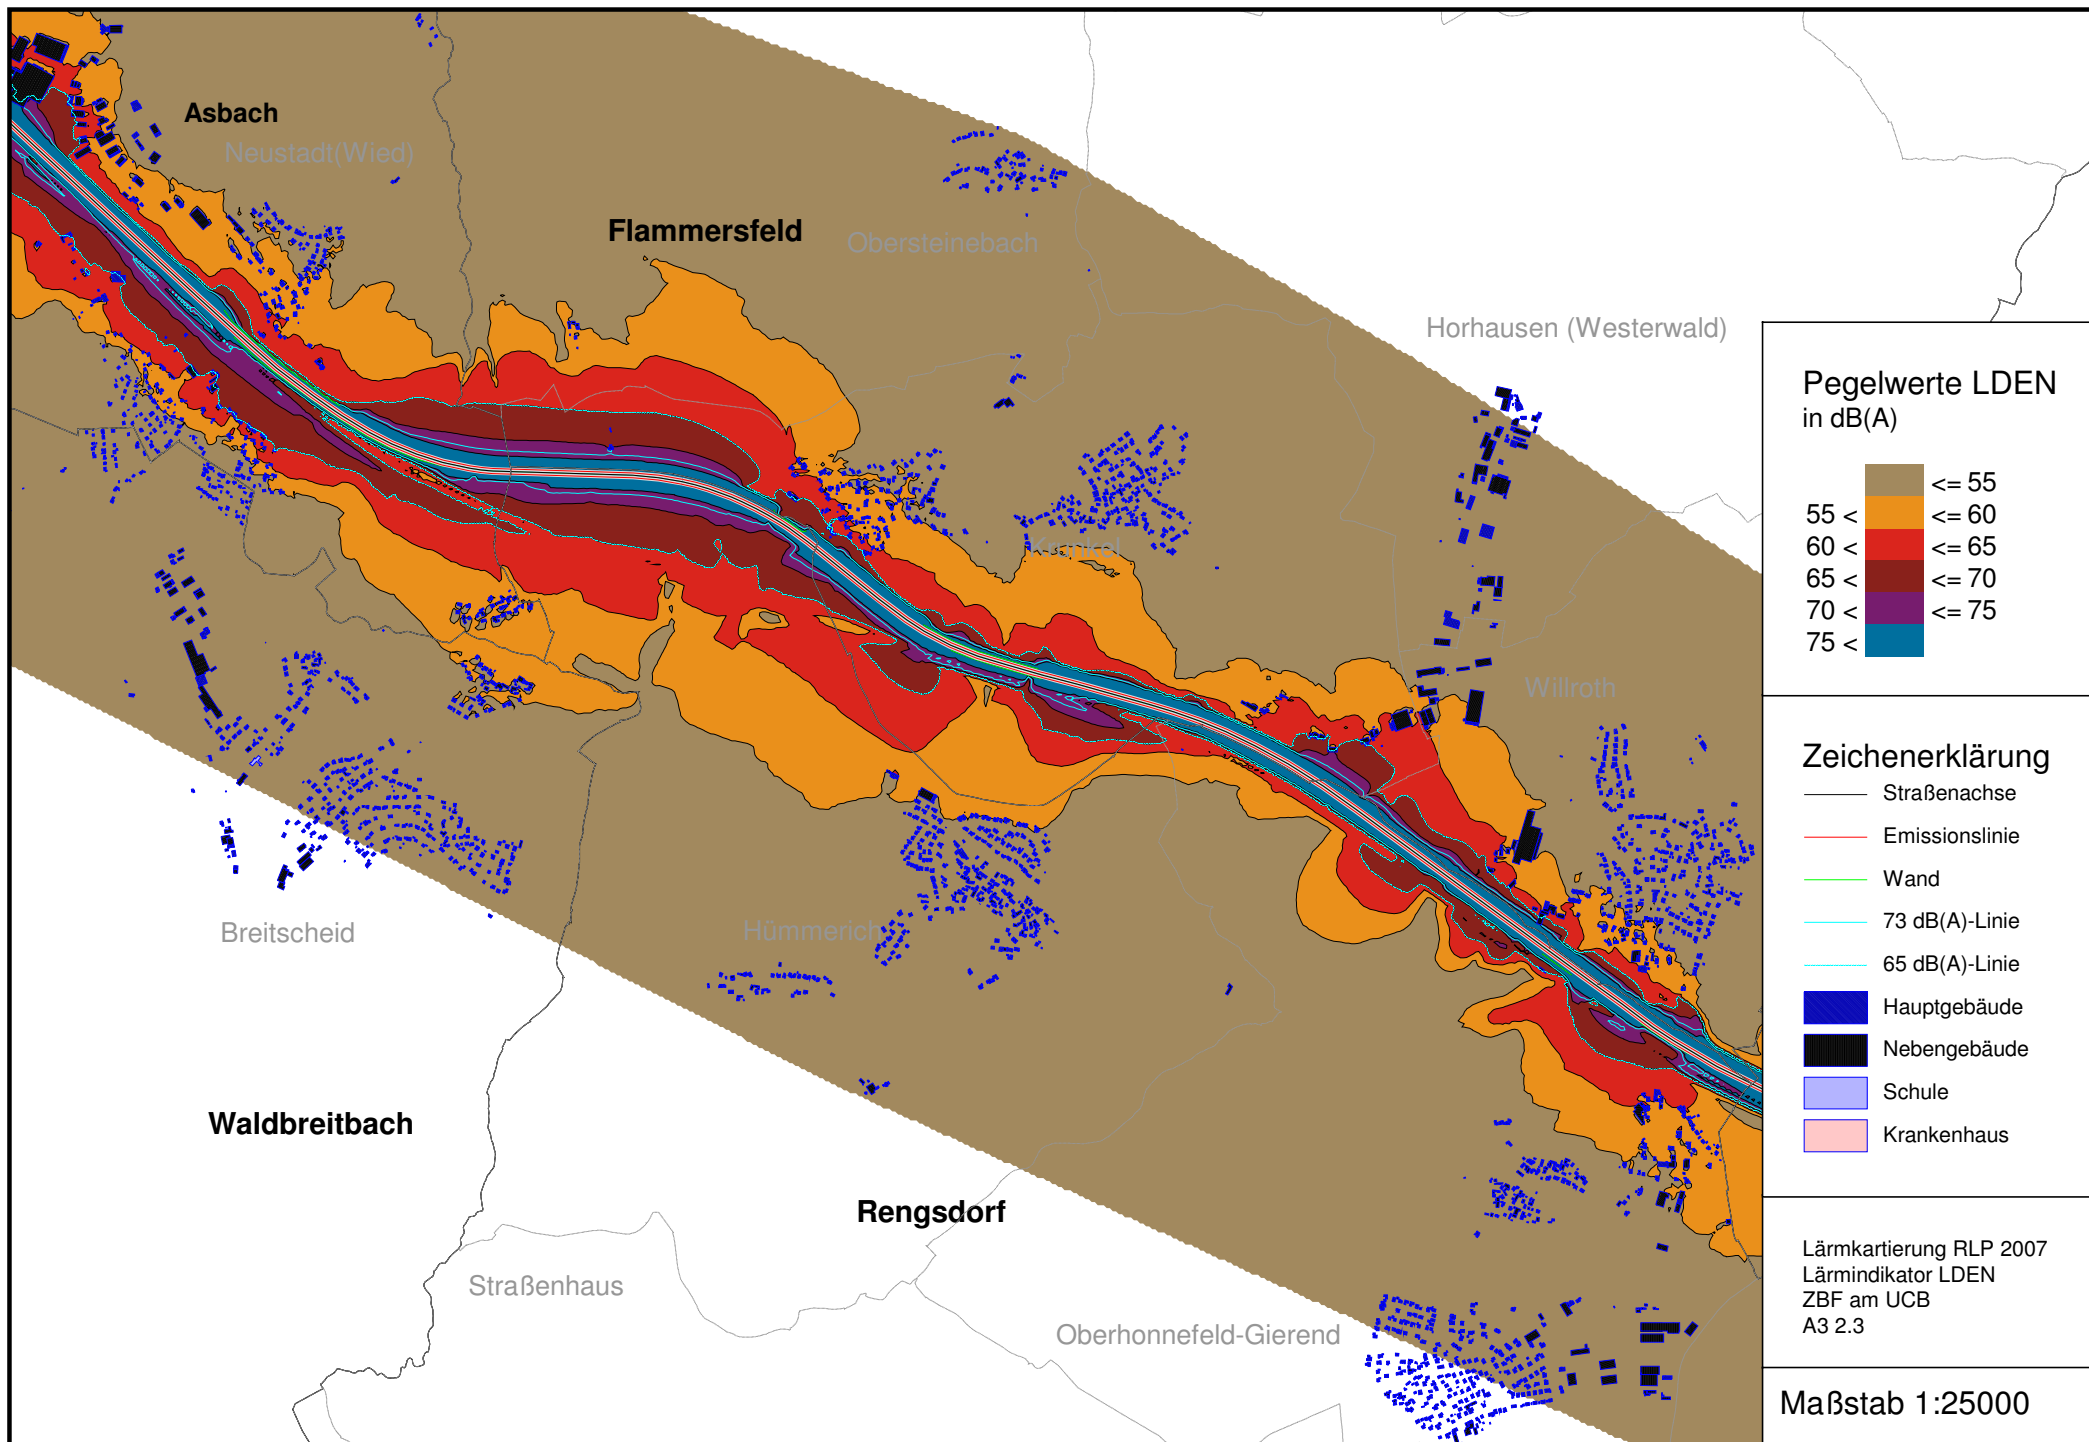 Asbach
Neustadt(Wied)
Flammersfeld
Obersteinebach
Horhausen (Westerwald)
Krunkel
Willroth
Breitscheid
Hümmerich
Waldbreitbach
Rengsdorf
Straßenhaus
Oberhonnefeld-Gierend
Pegelwerte LDEN
in dB(A)
<= 55
55 < <= 60
60 < <= 65
65 < <= 70
70 < <= 75
75 <
Zeichenerklärung
Straßenachse
Emissionslinie
Wand
73 dB(A)-Linie
65 dB(A)-Linie
Hauptgebäude
Nebengebäude
Schule
Krankenhaus
Lärmkartierung RLP 2007
Lärmindikator LDEN
ZBF am UCB
A3 2.3
Maßstab 1:25000